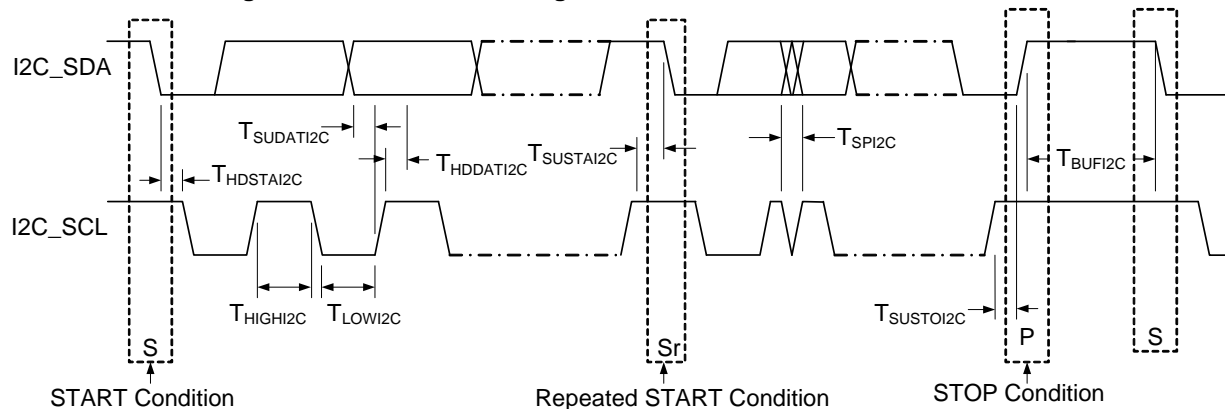 I2C_SDA
T_SUDATI2C
T_HDSTAI2C
T_HDDATI2C
T_SUSTAI2C
T_SPI2C
T_BUFI2C
I2C_SCL
T_HIGHI2C
T_LOWI2C
T_SUSTOI2C
S
Sr
P
S
START Condition
Repeated START Condition
STOP Condition